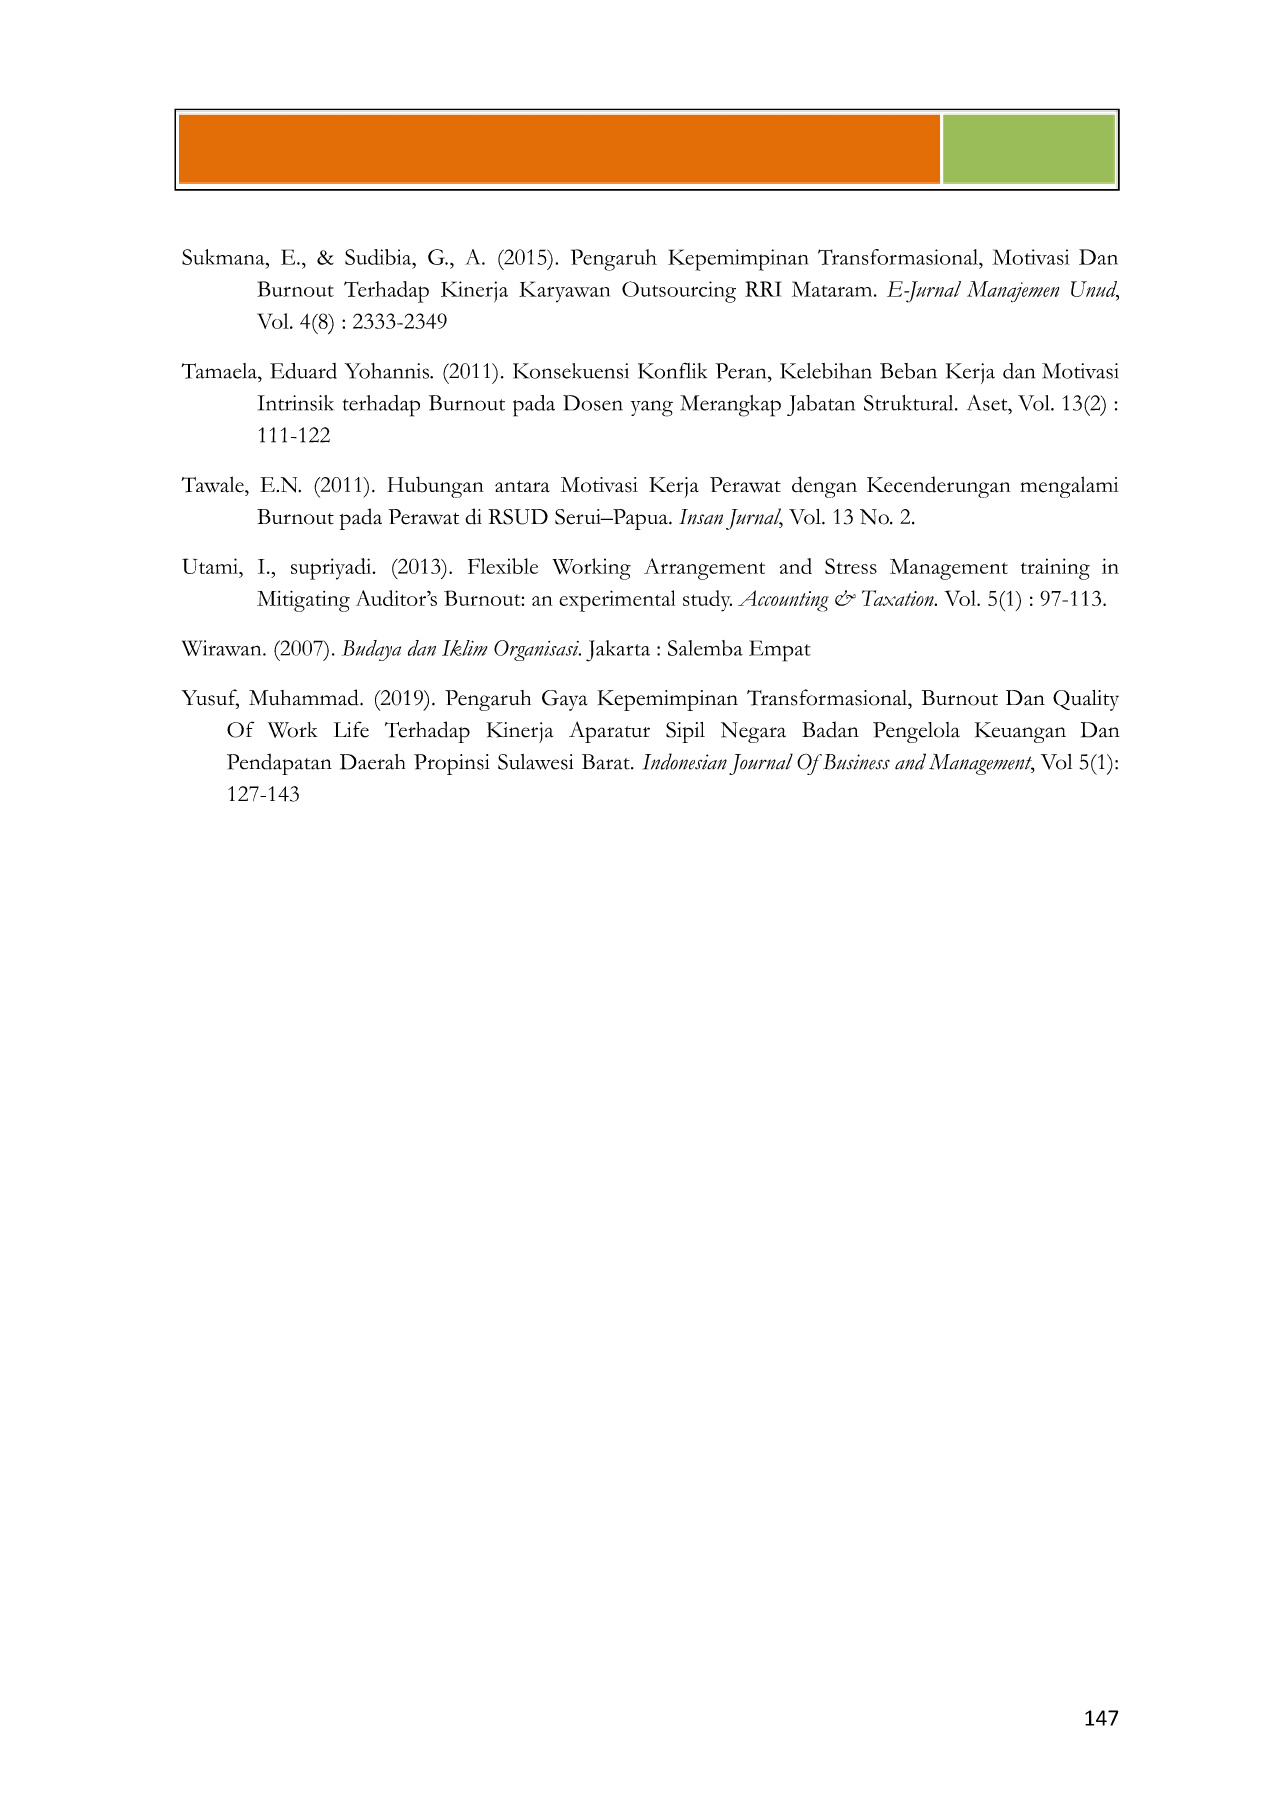 Sukmana, E., & Sudibia, G., A. (2015). Pengaruh Kepemimpinan Transformasional, Motivasi Dan
Burnout Terhadap Kinerja Karyawan Outsourcing RRI Mataram. E-Jurnal Manajemen Unud,
Vol. 4(8) : 2333-2349
Tamaela, Eduard Yohannis. (2011). Konsekuensi Konflik Peran, Kelebihan Beban Kerja dan Motivasi
Intrinsik terhadap Burnout pada Dosen yang Merangkap Jabatan Struktural. Aset, Vol. 13(2) :
111-122
Tawale, E.N. (2011). Hubungan antara Motivasi Kerja Perawat dengan Kecenderungan mengalami
Burnout pada Perawat di RSUD Serui–Papua. Insan Jurnal, Vol. 13 No. 2.
Utami, I., supriyadi. (2013). Flexible Working Arrangement and Stress Management training in
Mitigating Auditor’s Burnout: an experimental study. Accounting & Taxation. Vol. 5(1) : 97-113.
Wirawan. (2007). Budaya dan Iklim Organisasi. Jakarta : Salemba Empat
Yusuf, Muhammad. (2019). Pengaruh Gaya Kepemimpinan Transformasional, Burnout Dan Quality
Of Work Life Terhadap Kinerja Aparatur Sipil Negara Badan Pengelola Keuangan Dan
Pendapatan Daerah Propinsi Sulawesi Barat. Indonesian Journal Of Business and Management, Vol 5(1):
127-143
147